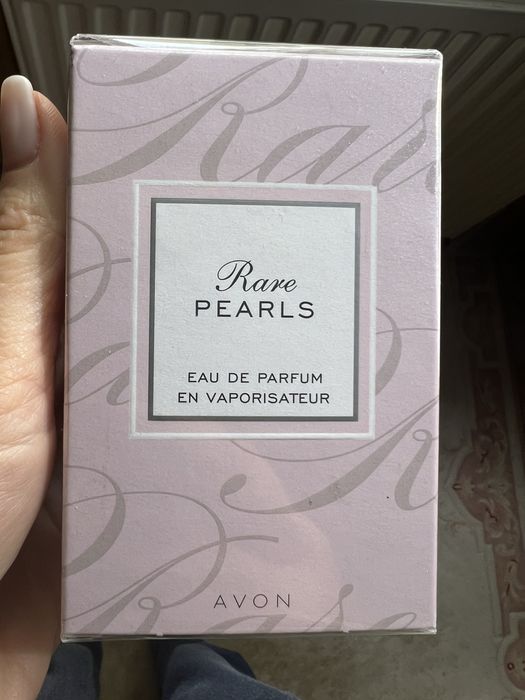 Rare
PEARLS
EAU DE PARFUM
EN VAPORISATEUR
AVON